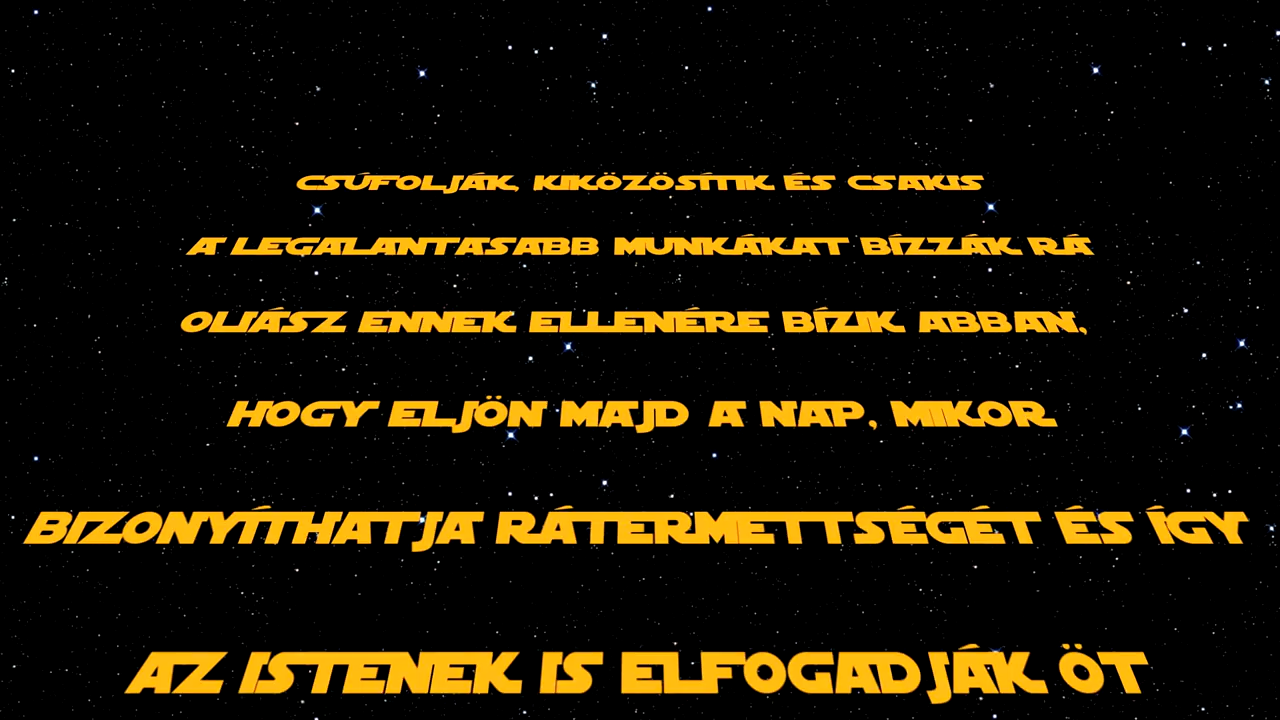 CSÚFOLJÁK, KIKÖZÖSÍTIK ÉS CSAKIS
A LEGALANTASABB MUNKÁKAT BÍZZÁK RÁ
OLIÁSZ ENNEK ELLENÉRE BÍZIK ABBAN,
HOGY ELJÖN MAJD A NAP, MIKOR
BIZONYÍTHATJA RÁTERMETTSÉGÉT ÉS ÍGY
AZ ISTENEK IS ELFOGADJÁK ÖT